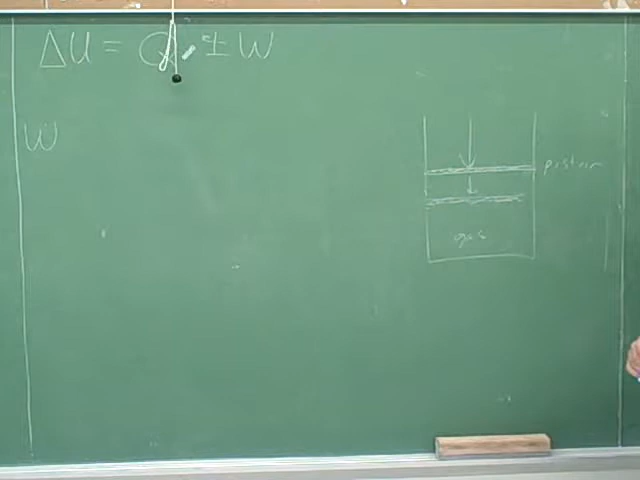 ΔU = Q ± W
W
piston
gas